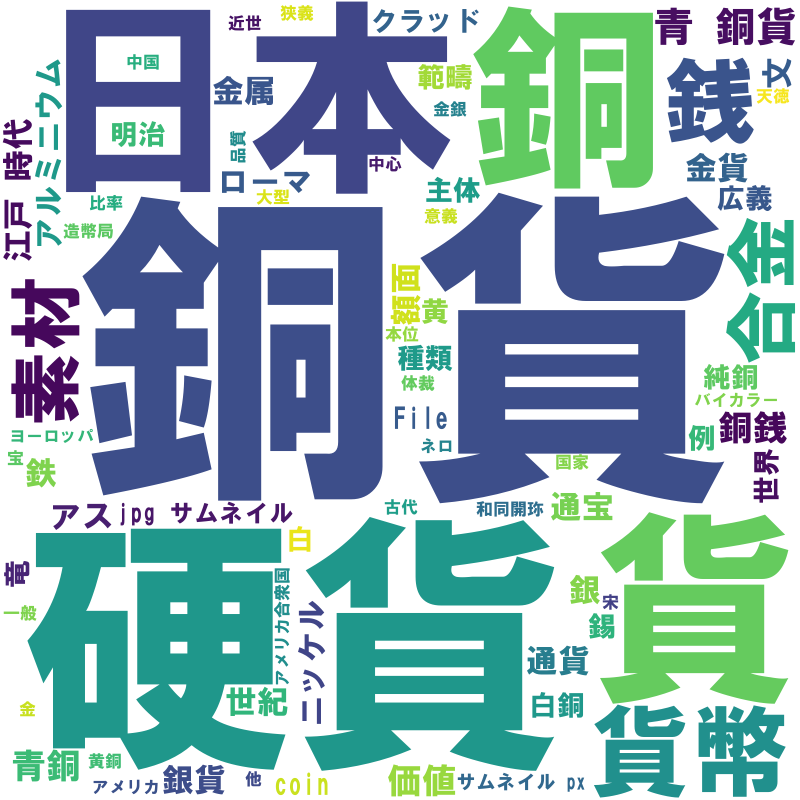 近世
狭義
クラッド
青 銅貨
日本
銅
銭
文
天徳
中国
金属
範疇
金銀
明治
品質
中心
江戸 時代
アルミニウム
ローマ
主体
金貨
広義
比率
大型
意義
造幣局
銅貨
合金
素材
額面
黄
本位
種類
体裁
純銅
バイカラー
File
ネロ
例
銅銭
ヨーロッパ
宝
鉄
国家
世界
アス
jpg サムネイル
古代
和同開珎
通宝
白
硬貨
貨
竜
一般
アメリカ合衆国
ニッケル
銀
宋
錫
通貨
世紀
白銅
金
貨幣
青銅
黄銅
アメリカ
銀貨
他
coin
価値
サムネイル px